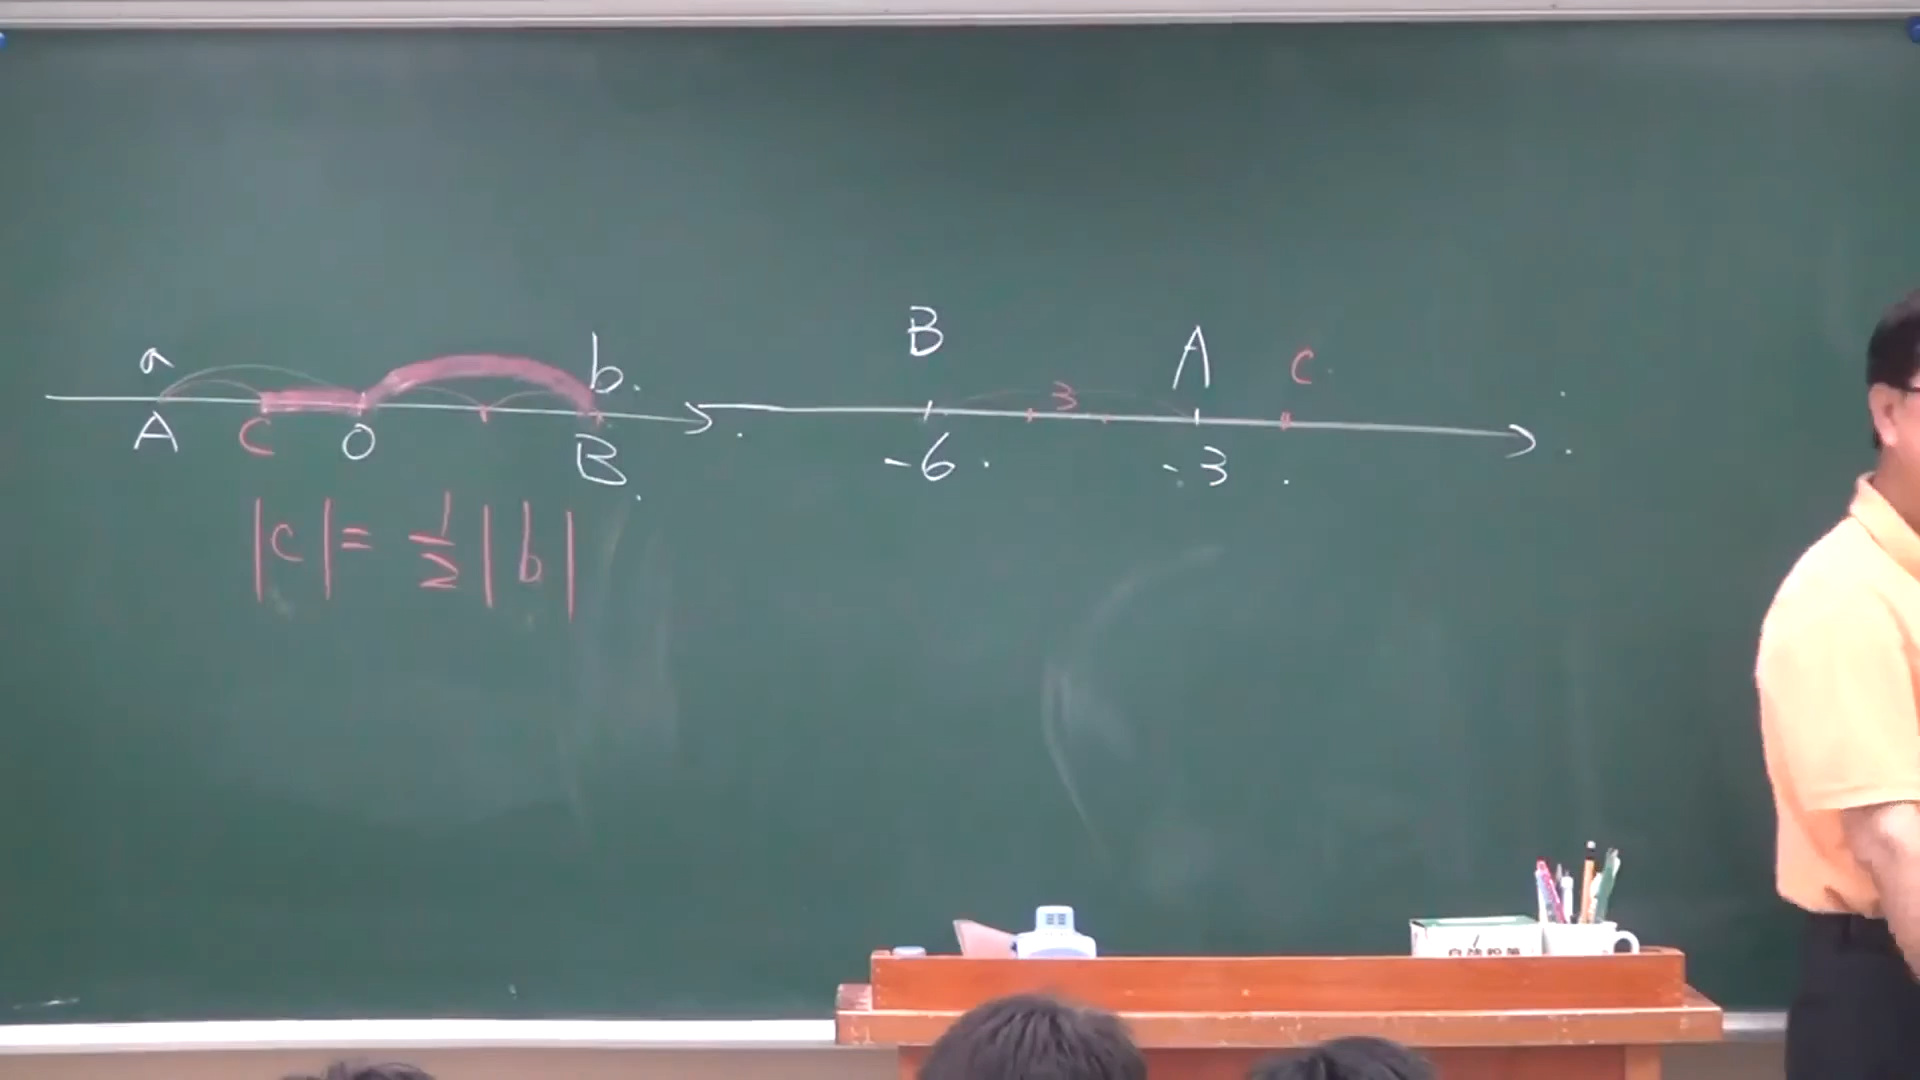 a b.
A C O B.
|c| = 1/2 |b|
B A C
3
-6 -3